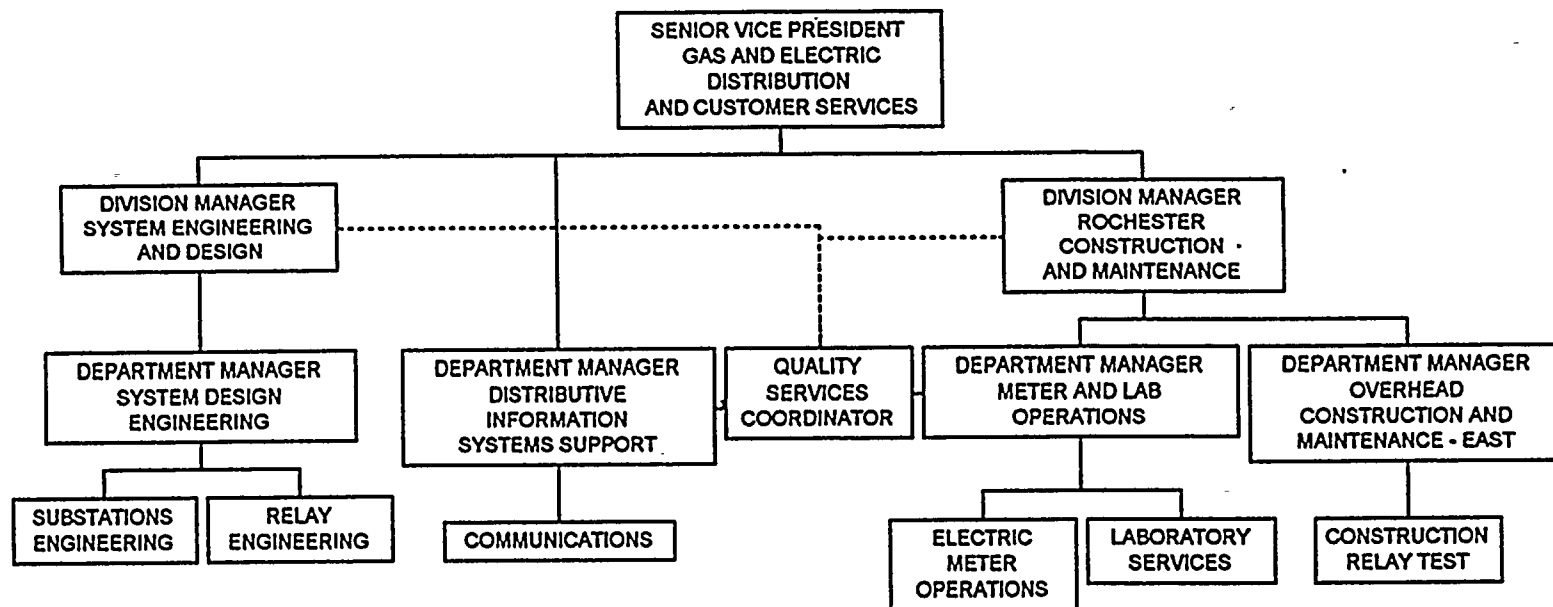 SENIOR VICE PRESIDENT
GAS AND ELECTRIC
DISTRIBUTION
AND CUSTOMER SERVICES
DIVISION MANAGER
SYSTEM ENGINEERING
AND DESIGN
DIVISION MANAGER
ROCHESTER
CONSTRUCTION
AND MAINTENANCE
DEPARTMENT MANAGER
SYSTEM DESIGN
ENGINEERING
DEPARTMENT MANAGER
DISTRIBUTIVE
INFORMATION
SYSTEMS SUPPORT
QUALITY
SERVICES
COORDINATOR
DEPARTMENT MANAGER
METER AND LAB
OPERATIONS
DEPARTMENT MANAGER
OVERHEAD
CONSTRUCTION AND
MAINTENANCE - EAST
SUBSTATIONS
ENGINEERING
RELAY
ENGINEERING
COMMUNICATIONS
ELECTRIC
METER
OPERATIONS
LABORATORY
SERVICES
CONSTRUCTION
RELAY TEST